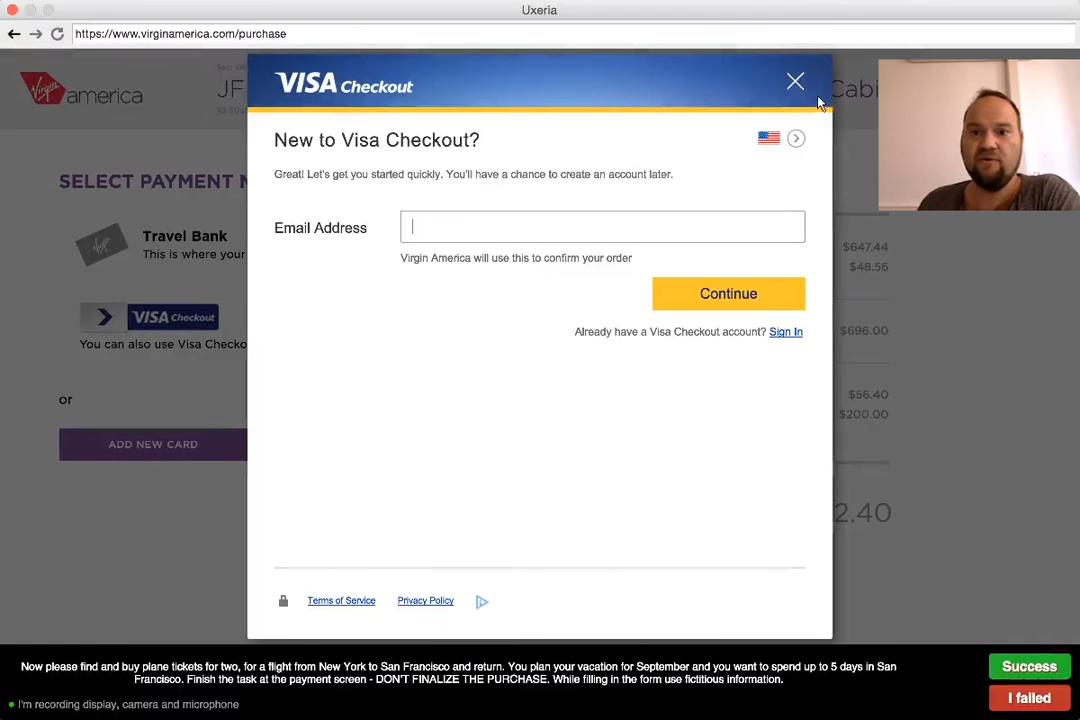 Uxeria
https://www.virginamerica.com/purchase
america
JF
Cabi
VISA Checkout
New to Visa Checkout?
Great! Let's get you started quickly. You'll have a chance to create an account later.
SELECT PAYMENT
Travel Bank
This is where your
Email Address
Virgin America will use this to confirm your order
Continue
Already have a Visa Checkout account? Sign In
VISA Checkout
You can also use Visa Checko
or
ADD NEW CARD
$647.44
$48.56
$696.00
$56.40
$200.00
2.40
Terms of Service
Privacy Policy
Now please find and buy plane tickets for two, for a flight from New York to San Francisco and return. You plan your vacation for September and you want to spend up to 5 days in San
Francisco. Finish the task at the payment screen - DON'T FINALIZE THE PURCHASE. While filling in the form use fictitious information.
Success
I failed
I'm recording display, camera and microphone